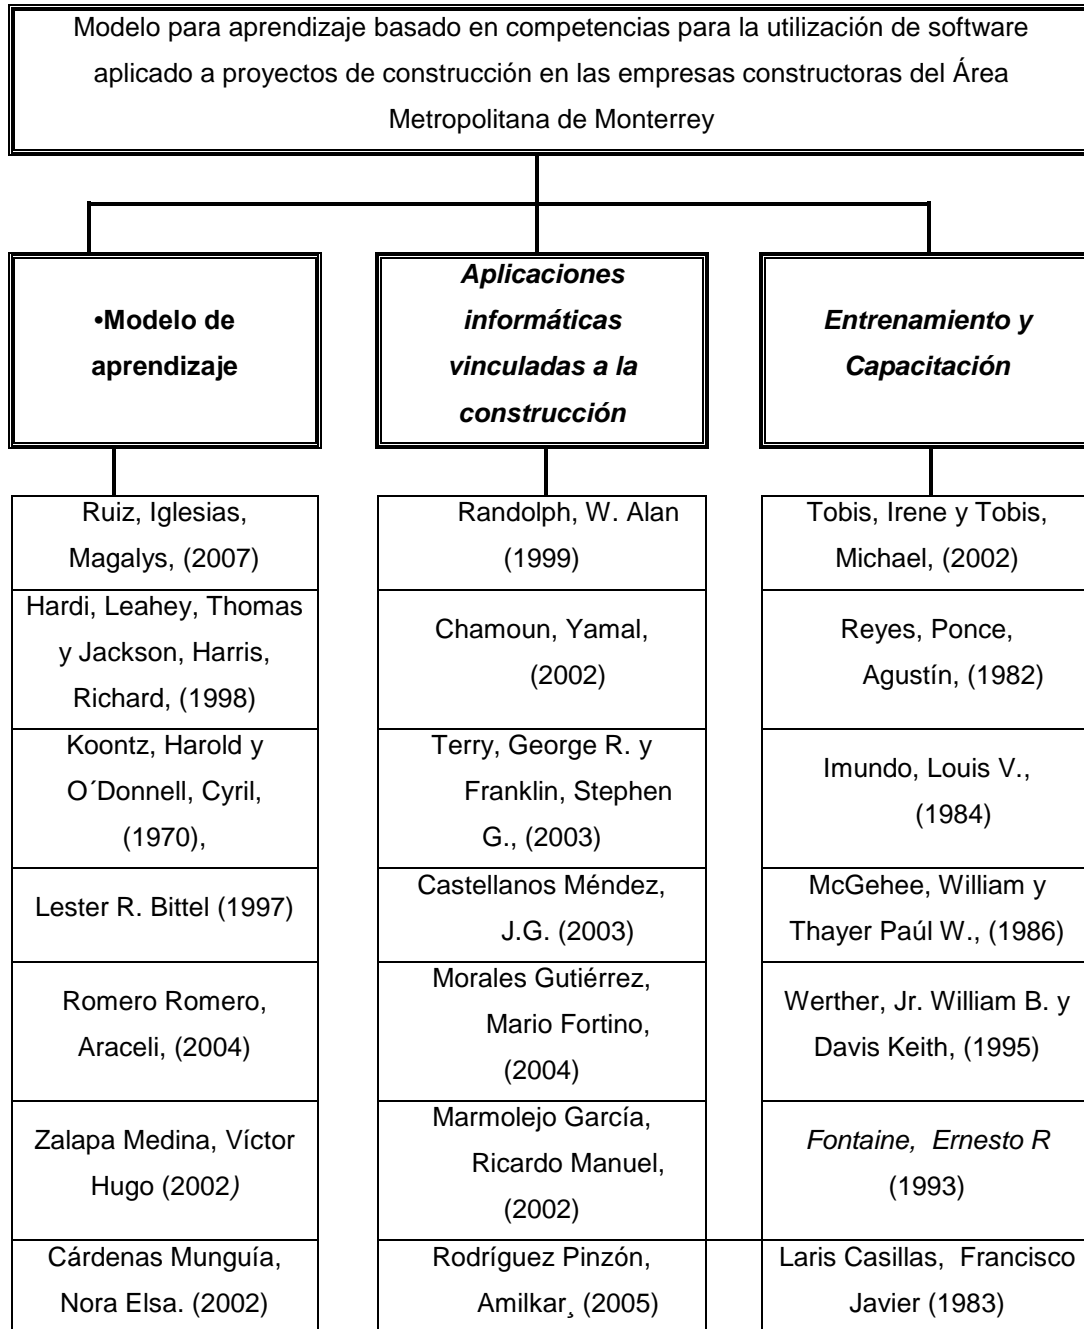 Modelo para aprendizaje basado en competencias para la utilización de software
aplicado a proyectos de construcción en las empresas constructoras del Área
Metropolitana de Monterrey
•Modelo de
aprendizaje
Aplicaciones
informáticas
vinculadas a la
construcción
Entrenamiento y
Capacitación
Ruiz, Iglesias,
Magalys, (2007)
Hardi, Leahey, Thomas
y Jackson, Harris,
Richard, (1998)
Koontz, Harold y
O´Donnell, Cyril,
(1970),
Lester R. Bittel (1997)
Romero Romero,
Araceli, (2004)
Zalapa Medina, Víctor
Hugo (2002)
Cárdenas Munguía,
Nora Elsa. (2002)
Randolph, W. Alan
(1999)
Chamoun, Yamal,
(2002)
Terry, George R. y
Franklin, Stephen
G., (2003)
Castellanos Méndez,
J.G. (2003)
Morales Gutiérrez,
Mario Fortino,
(2004)
Marmolejo García,
Ricardo Manuel,
(2002)
Rodríguez Pinzón,
Amilkar¸ (2005)
Tobis, Irene y Tobis,
Michael, (2002)
Reyes, Ponce,
Agustín, (1982)
Imundo, Louis V.,
(1984)
McGehee, William y
Thayer Paúl W., (1986)
Werther, Jr. William B. y
Davis Keith, (1995)
Fontaine, Ernesto R
(1993)
Laris Casillas, Francisco
Javier (1983)